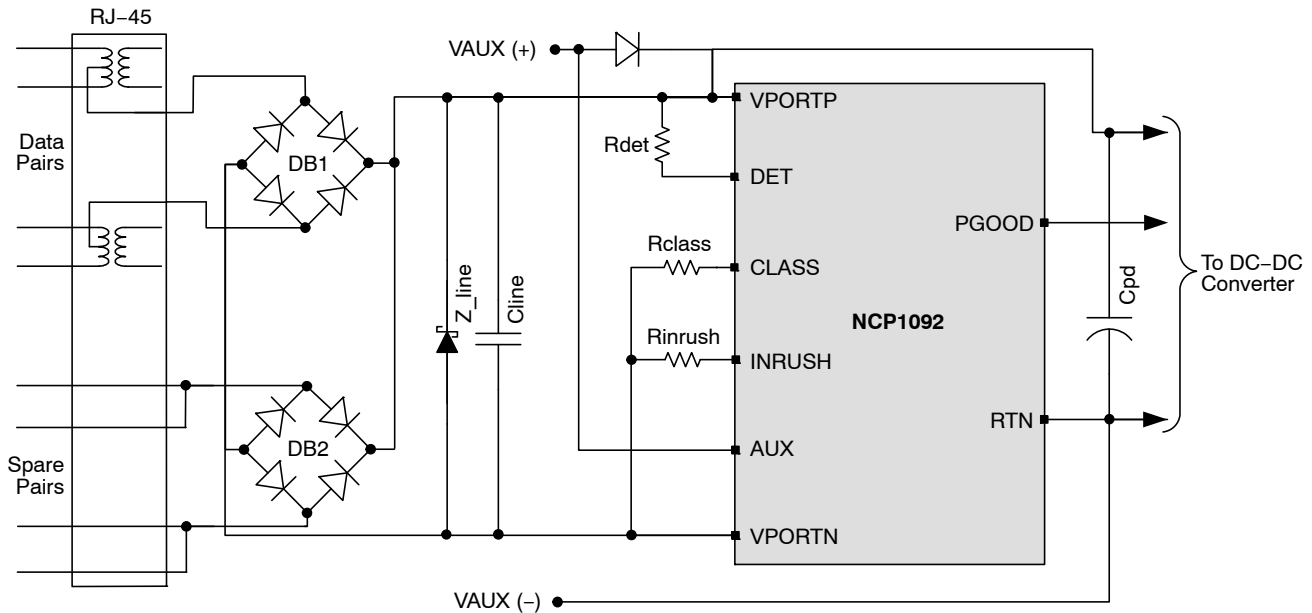 RJ−45
VAUX (+)
Data
Pairs
DB1
Rdet
VPORTP
DET
PGOOD
Rclass
CLASS
To DC−DC
Converter
Z_line
Cline
Cpd
NCP1092
Rinrush
INRUSH
RTN
AUX
DB2
Spare
Pairs
VPORTN
VAUX (−)